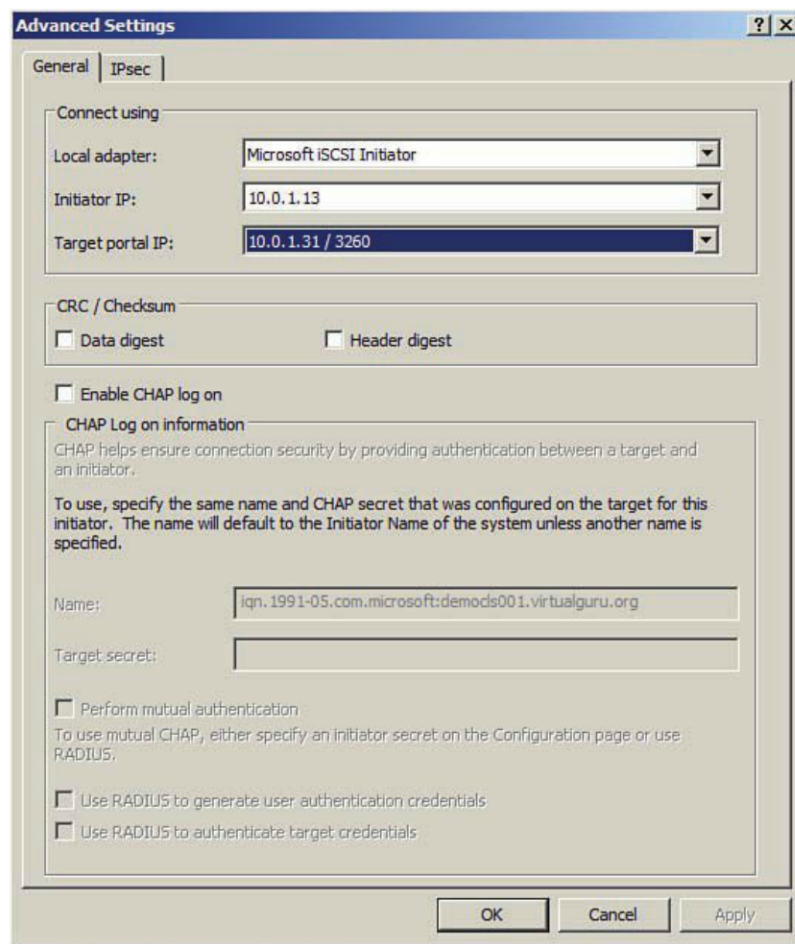 Advanced Settings
General IPsec
Connect using
Local adapter: Microsoft iSCSI Initiator
Initiator IP: 10.0.1.13
Target portal IP: 10.0.1.31 / 3260
CRC / Checksum
Data digest Header digest
Enable CHAP log on
CHAP Log on information
CHAP helps ensure connection security by providing authentication between a target and
an initiator.
To use, specify the same name and CHAP secret that was configured on the target for this
initiator. The name will default to the Initiator Name of the system unless another name is
specified.
Name: iqn.1991-05.com.microsoft:democls001.virtualguru.org
Target secret:
Perform mutual authentication
To use mutual CHAP, either specify an initiator secret on the Configuration page or use
RADIUS.
Use RADIUS to generate user authentication credentials
Use RADIUS to authenticate target credentials
OK Cancel Apply